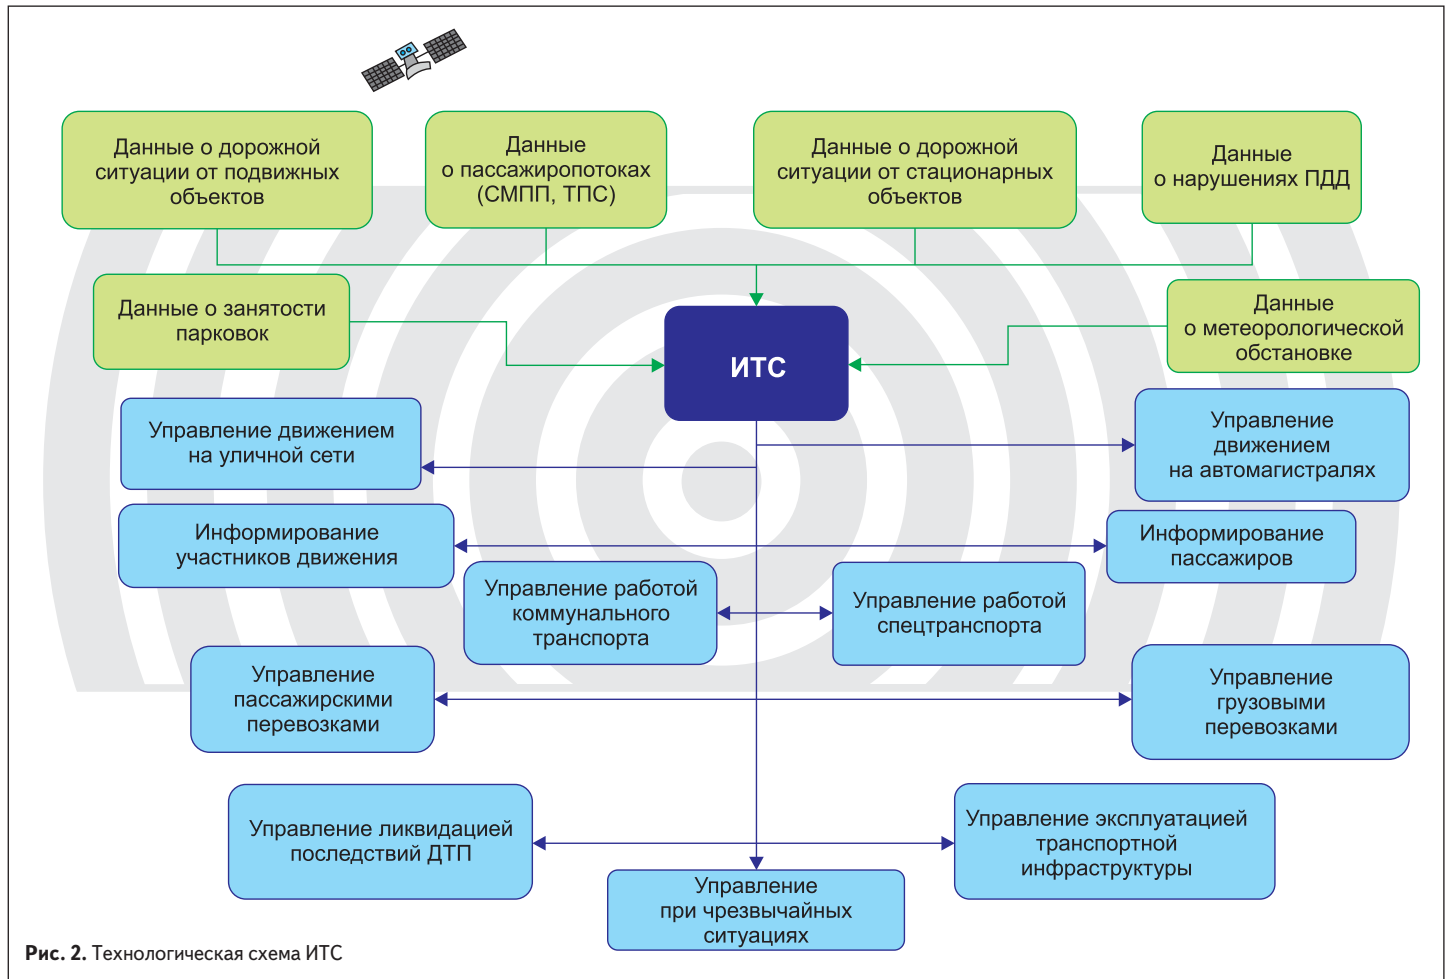 Данные о дорожной
ситуации от подвижных
объектов
Данные
о пассажиропотоках
(СМПП, ТПС)
Данные о дорожной
ситуации от стационарных
объектов
Данные
о нарушениях ПДД
Данные о занятости
парковок
Данные
о метеорологической
обстановке
ИТС
Управление движением
на уличной сети
Управление
движением
на автомагистралях
Информирование
участников движения
Информирование
пассажиров
Управление работой
коммунального
транспорта
Управление работой
спецтранспорта
Управление
пассажирскими
перевозками
Управление
грузовыми
перевозками
Управление ликвидацией
последствий ДТП
Управление эксплуатацией
транспортной
инфраструктуры
Управление
при чрезвычайных
ситуациях
Рис. 2. Технологическая схема ИТС